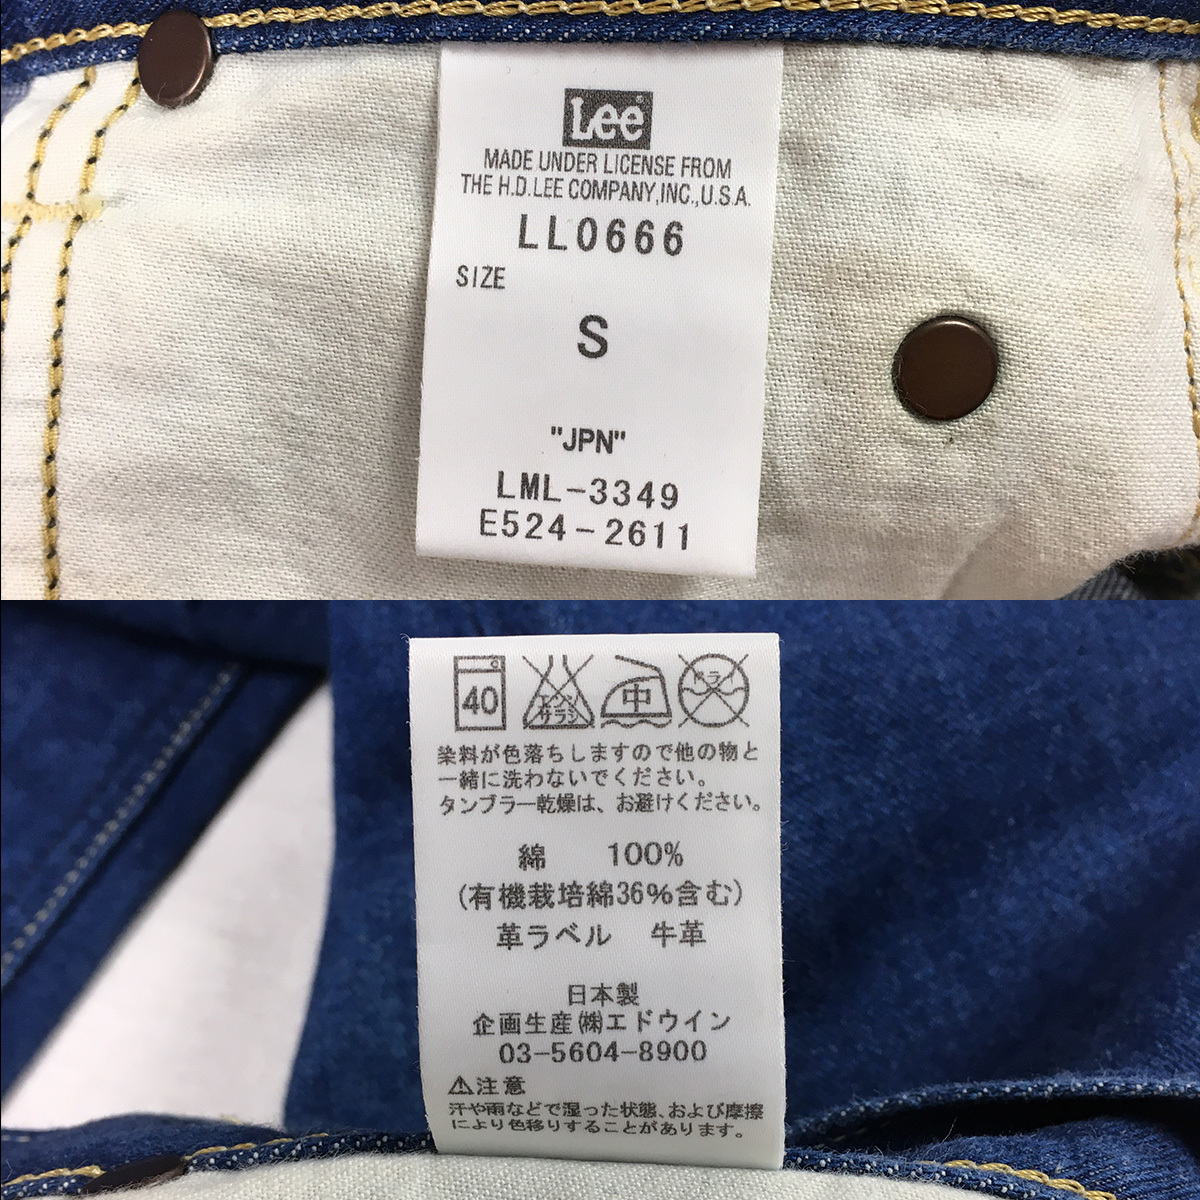 Lee
MADE UNDER LICENSE FROM
THE H.D.LEE COMPANY,INC.,U.S.A.
LL0666
SIZE
S
"JPN"
LML-3349
E524-2611
40 エンソ サラシ 中 ドライ
染料が色落ちしますので他の物と
一緒に洗わないでください。
タンブラー乾燥は、お避けください。
綿 100%
(有機栽培綿36%含む)
革ラベル 牛革
日本製
企画生産㈱エドウイン
03-5604-8900
⚠注意
汗や雨などで湿った状態、および摩擦
により色移りすることがあります。